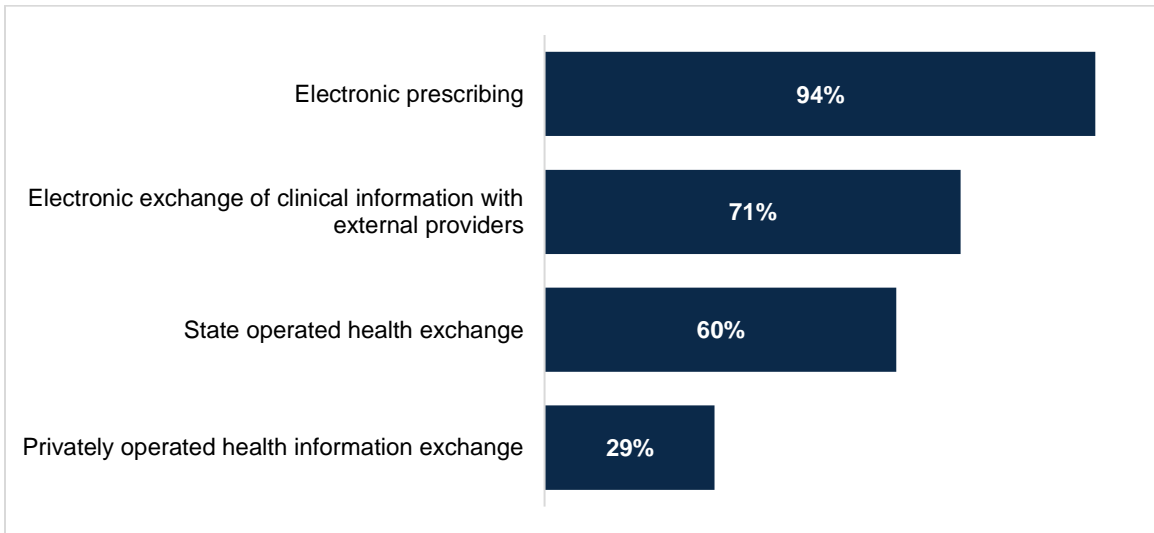 Electronic prescribing
94%
Electronic exchange of clinical information with
external providers
71%
State operated health exchange
60%
Privately operated health information exchange
29%